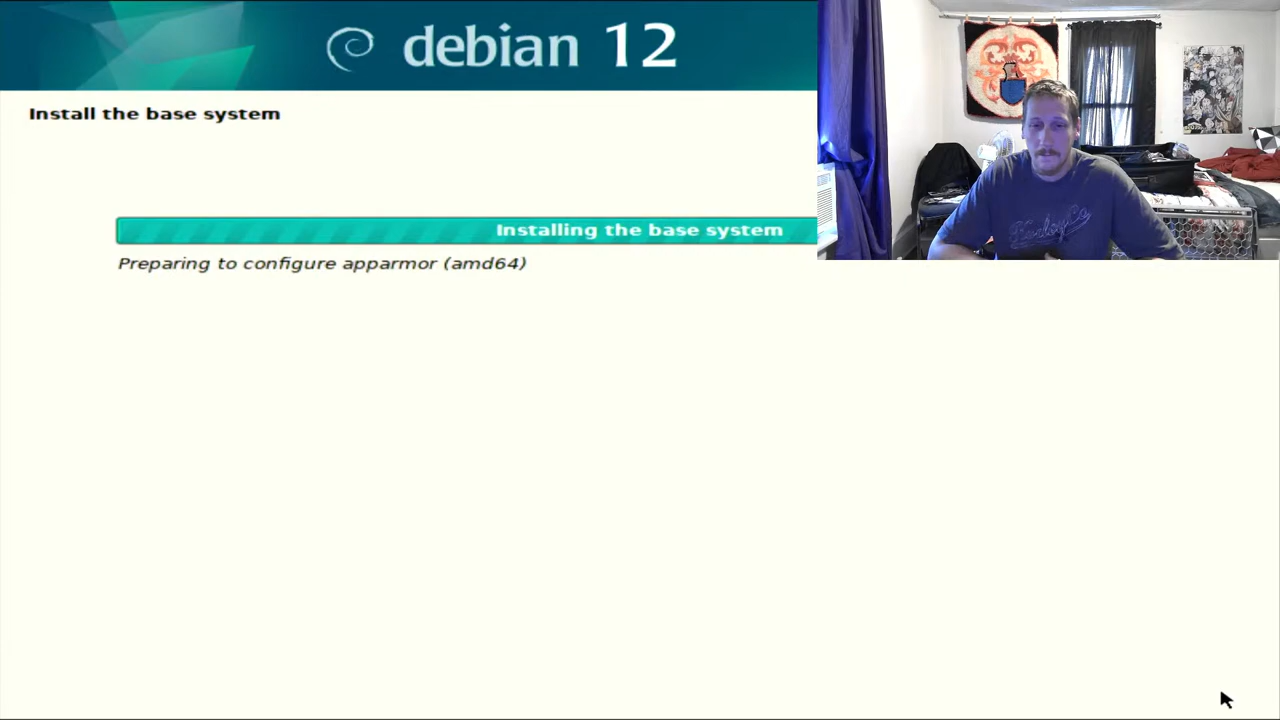 debian 12
Install the base system
Installing the base system
Preparing to configure apparmor (amd64)